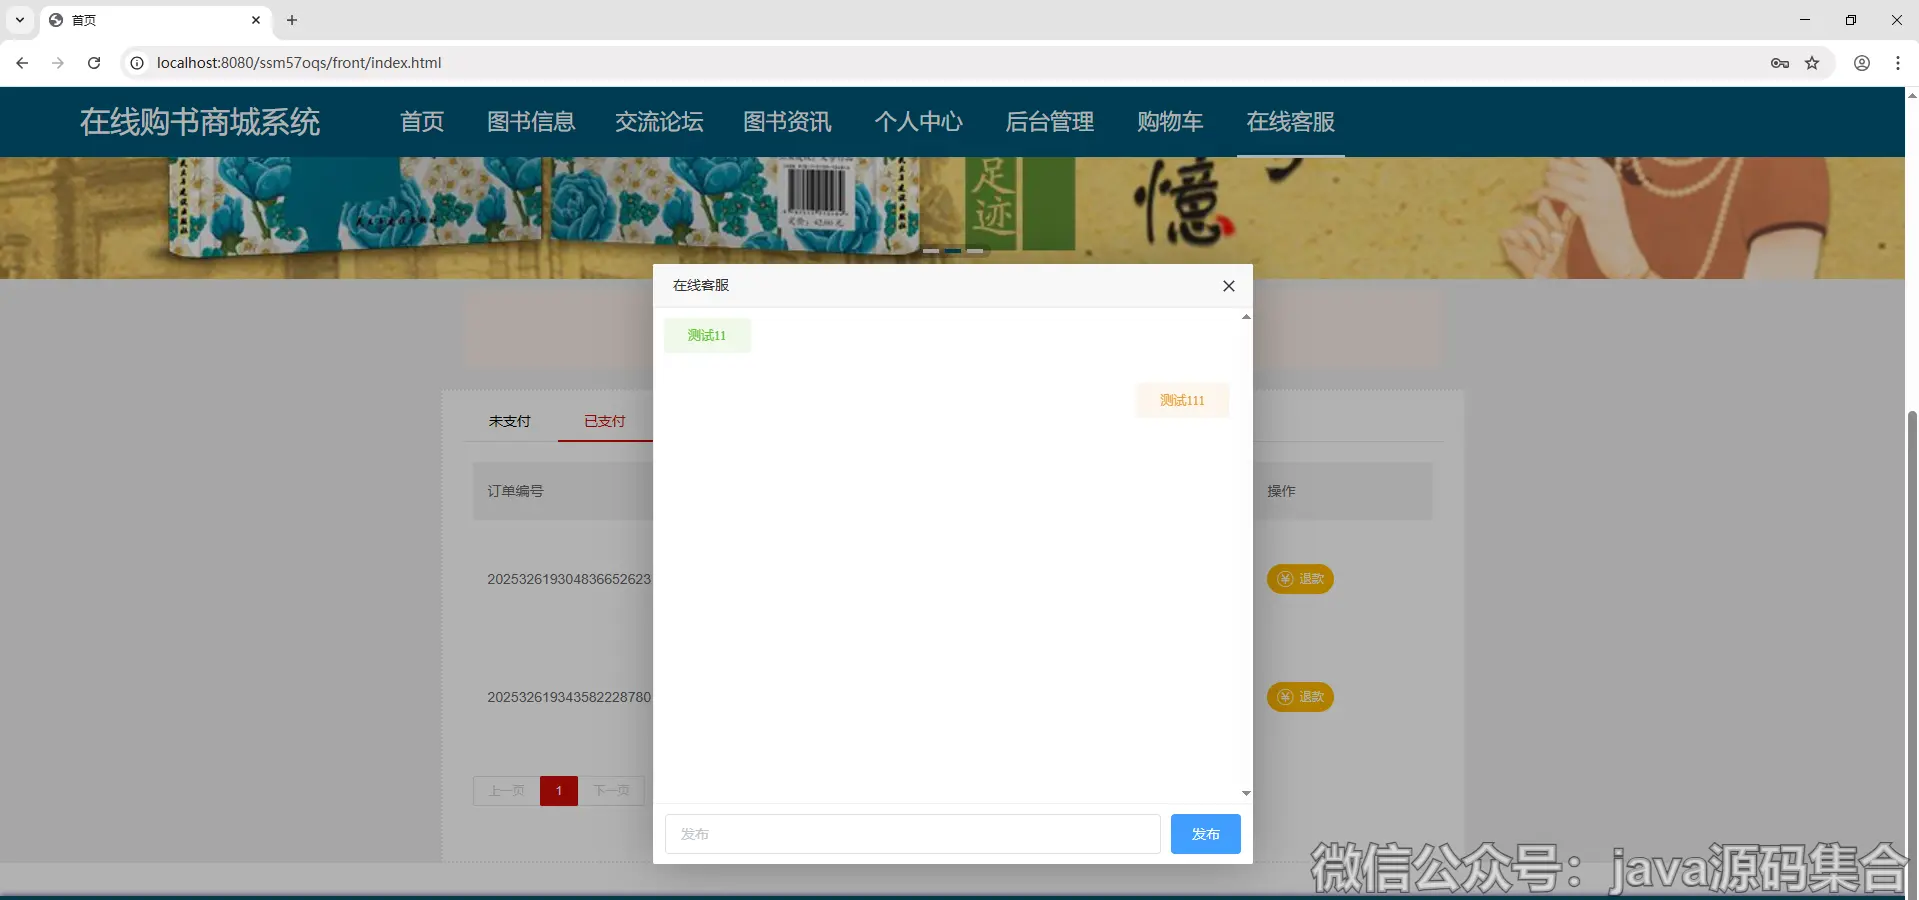 首页
localhost:8080/ssm57oqs/front/index.html
在线购书商城系统
首页
图书信息
交流论坛
图书资讯
个人中心
后台管理
购物车
在线客服
足迹
憶
在线客服
测试11
测试111
未支付
已支付
订单编号
操作
202532619304836652623
退款
202532619343582228780
退款
上一页
1
下一页
发布
发布
微信公众号：java源码集合